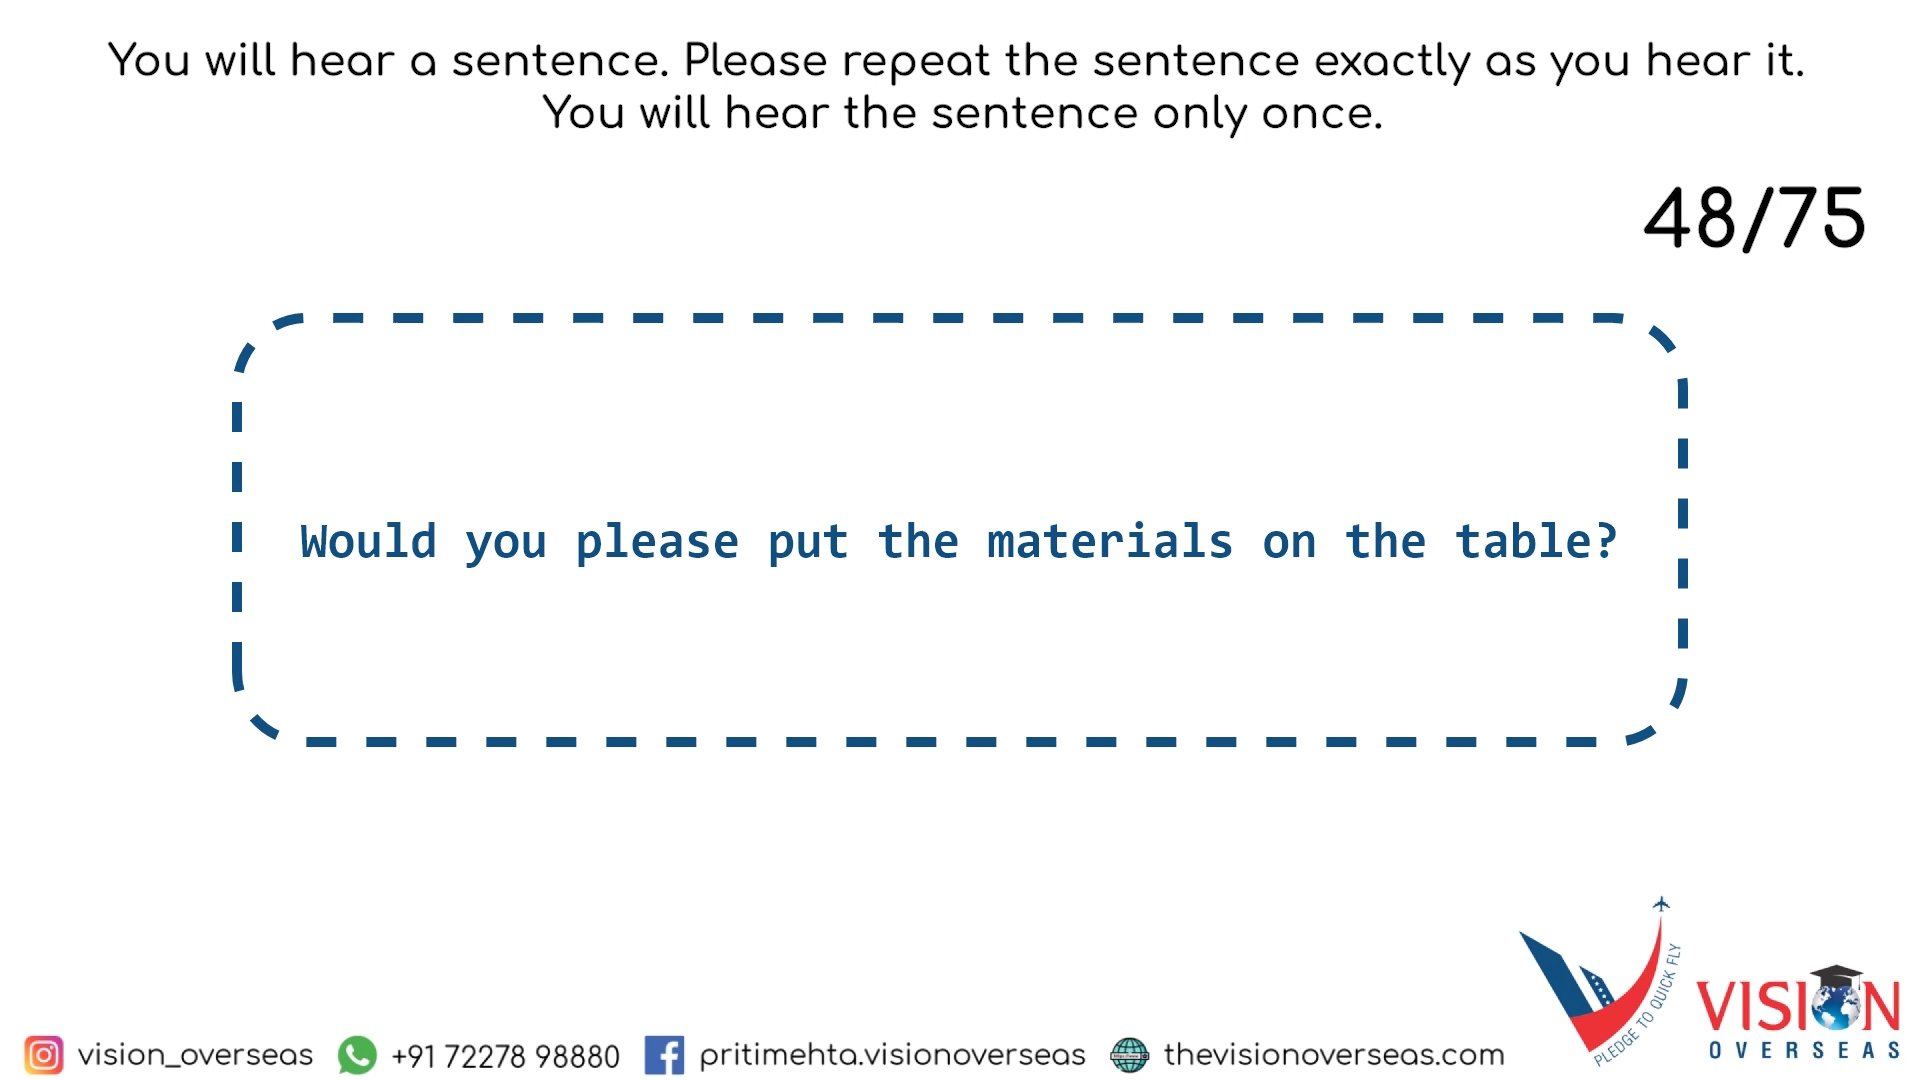 You will hear a sentence. Please repeat the sentence exactly as you hear it.
You will hear the sentence only once.
48/75
Would you please put the materials on the table?
PLEDGE TO QUICK FLY
VISION
OVERSEAS
vision_overseas
+91 72278 98880
pritimehta.visionoverseas
thevisionoverseas.com